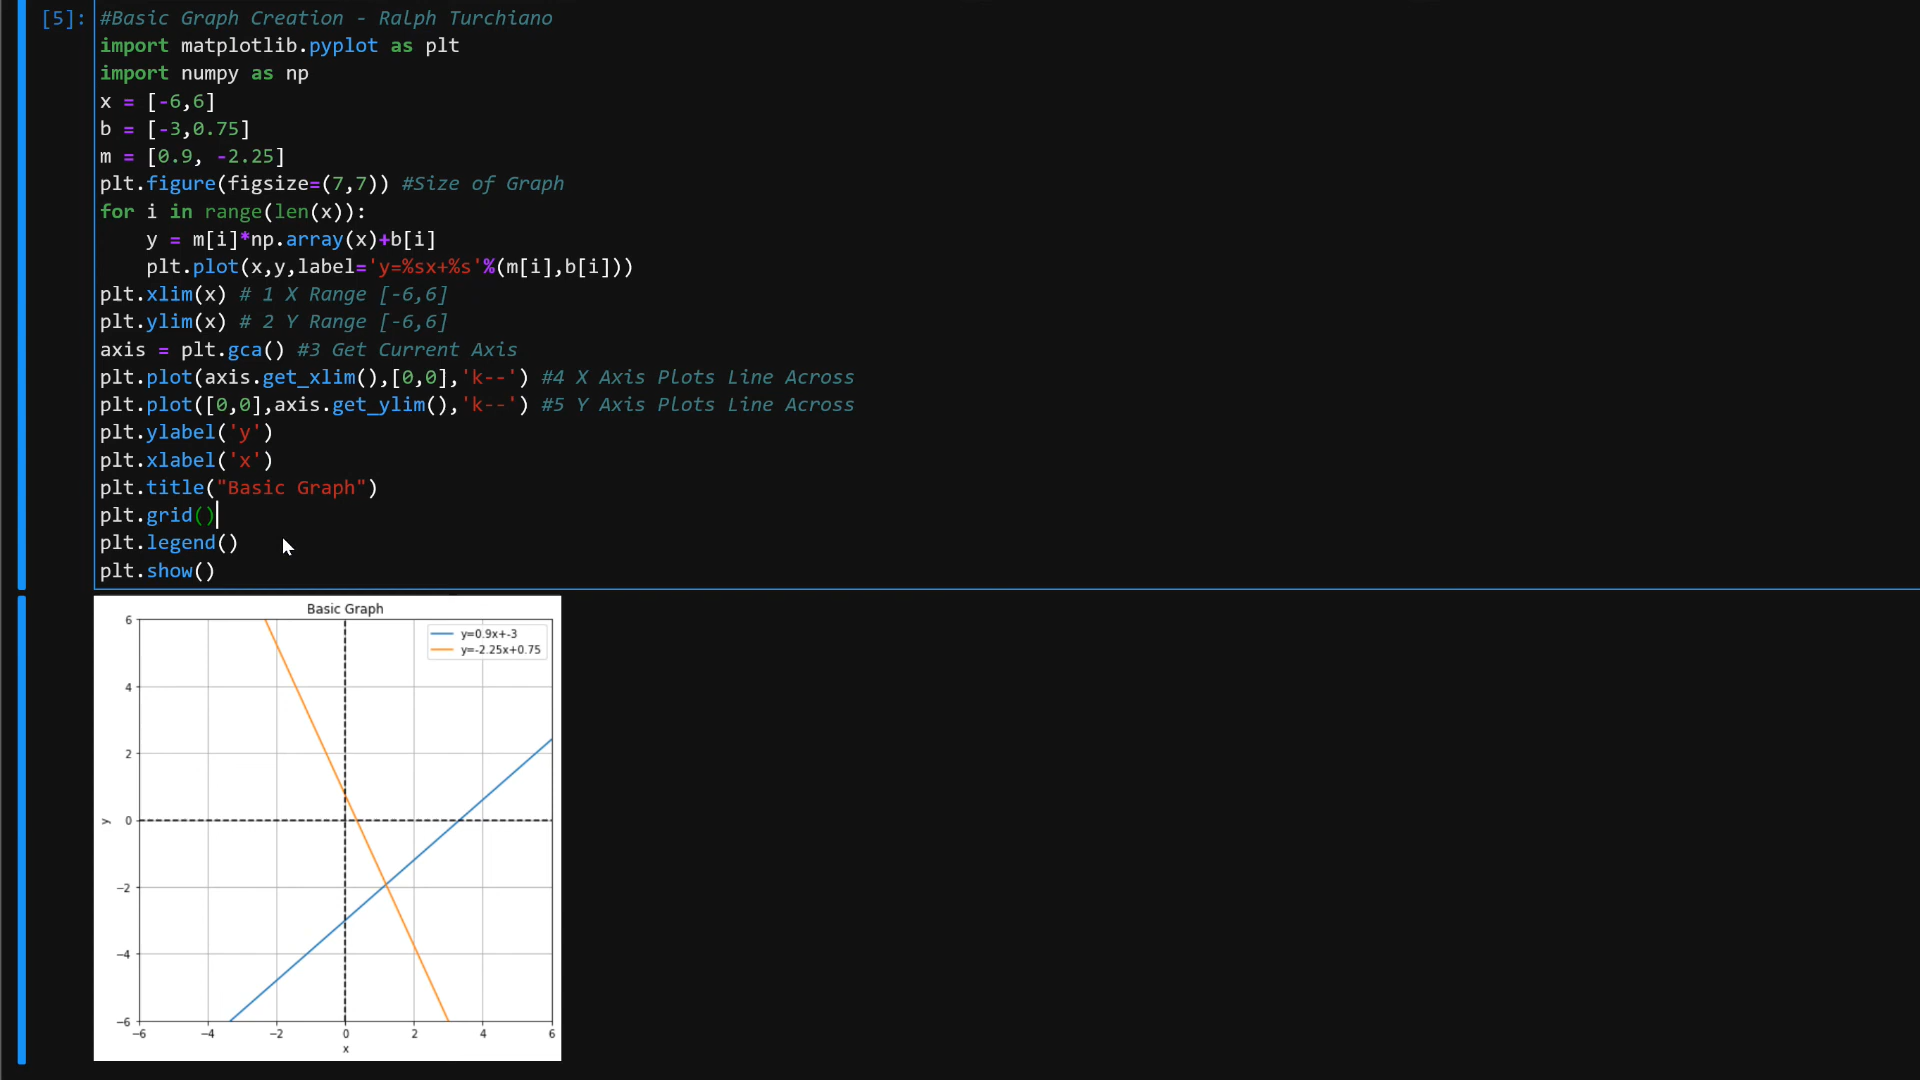 [5]: #Basic Graph Creation - Ralph Turchiano
import matplotlib.pyplot as plt
import numpy as np
x = [-6,6]
b = [-3,0.75]
m = [0.9, -2.25]
plt.figure(figsize=(7,7)) #Size of Graph
for i in range(len(x)):
    y = m[i]*np.array(x)+b[i]
    plt.plot(x,y,label='y=%sx+%s'%(m[i],b[i]))
plt.xlim(x) # 1 X Range [-6,6]
plt.ylim(x) # 2 Y Range [-6,6]
axis = plt.gca() #3 Get Current Axis
plt.plot(axis.get_xlim(),[0,0],'k--') #4 X Axis Plots Line Across
plt.plot([0,0],axis.get_ylim(),'k--') #5 Y Axis Plots Line Across
plt.ylabel('y')
plt.xlabel('x')
plt.title("Basic Graph")
plt.grid()
plt.legend()
plt.show()
Basic Graph
y=0.9x+-3
y=-2.25x+0.75
6
4
2
0
−2
−4
−6
y
−6 −4 −2 0 2 4 6
x